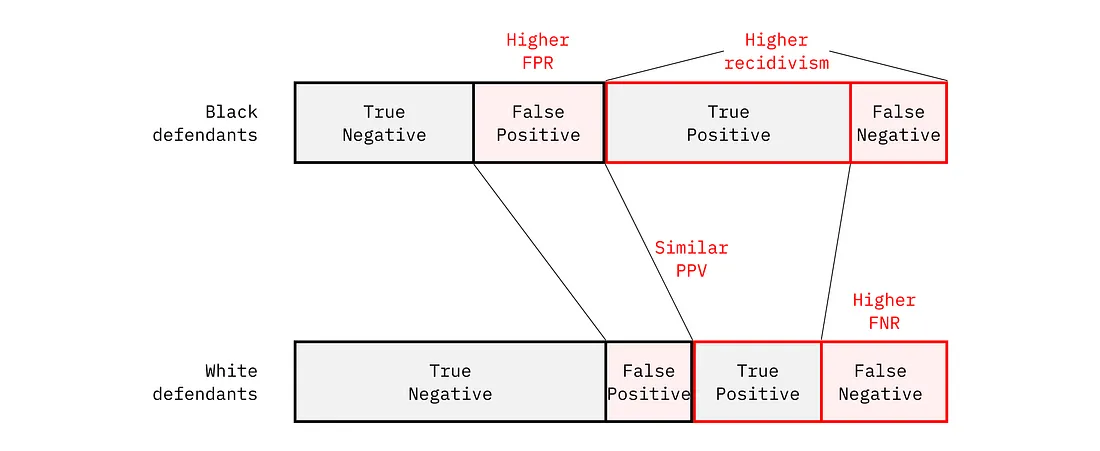 Higher
FPR
Higher
recidivism
Black
defendants
True
Negative
False
Positive
True
Positive
False
Negative
Similar
PPV
Higher
FNR
White
defendants
True
Negative
False
Positive
True
Positive
False
Negative